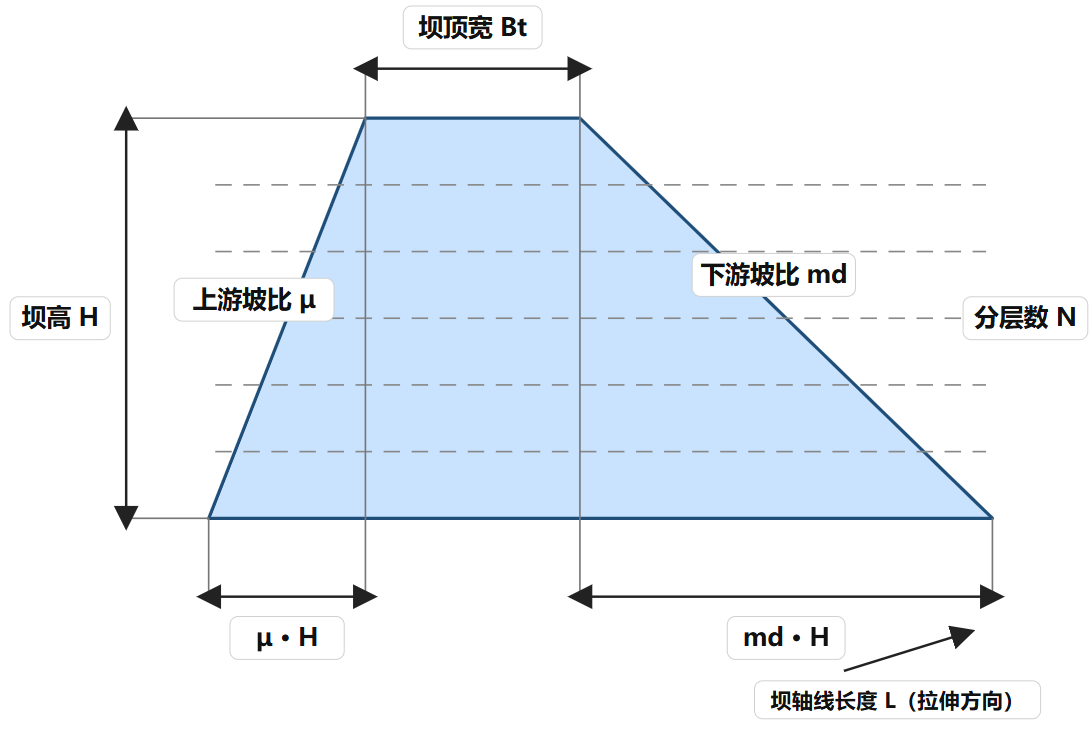 坝顶宽 Bt
上游坡比 μ
下游坡比 md
坝高 H
分层数 N
μ · H
md · H
坝轴线长度 L（拉伸方向）